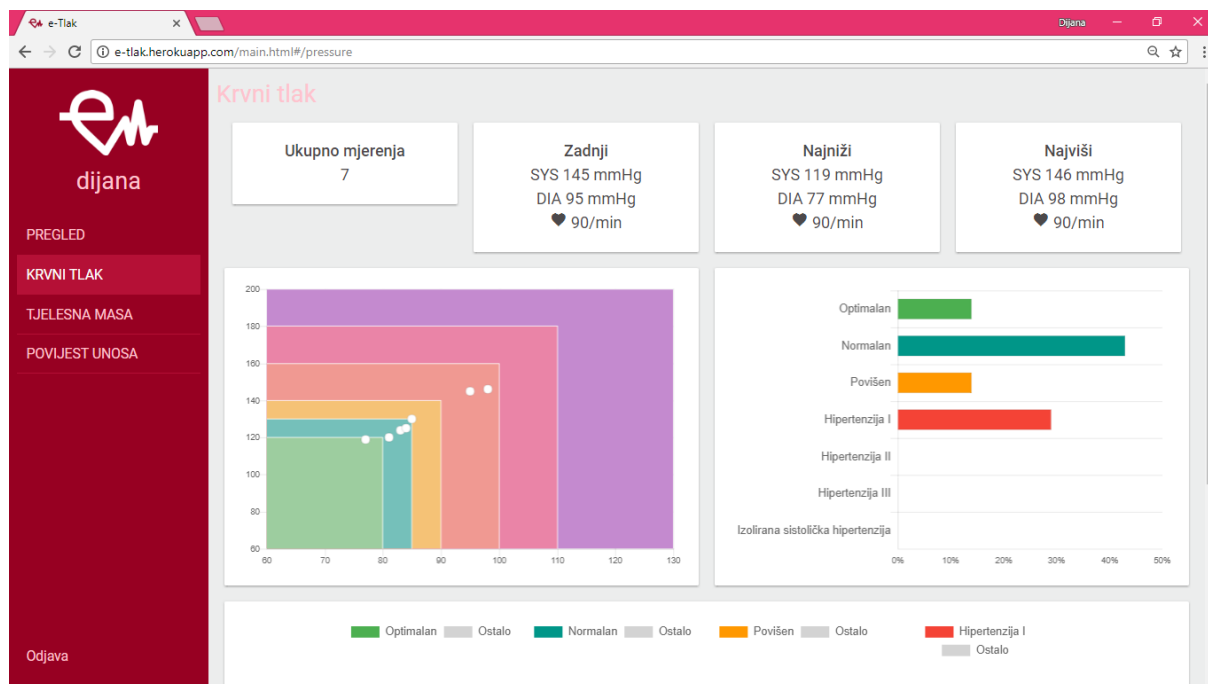 e-Tlak
Dijana
e-tlak.herokuapp.com/main.html#/pressure
dijana
PREGLED
KRVNI TLAK
TJELESNA MASA
POVIJEST UNOSA
Odjava
Krvni tlak
Ukupno mjerenja
7
Zadnji
SYS 145 mmHg
DIA 95 mmHg
90/min
Najniži
SYS 119 mmHg
DIA 77 mmHg
90/min
Najviši
SYS 146 mmHg
DIA 98 mmHg
90/min
200
180
160
140
120
100
80
60
60 70 80 90 100 110 120 130
Optimalan
Normalan
Povišen
Hipertenzija I
Hipertenzija II
Hipertenzija III
Izolirana sistolička hipertenzija
0% 10% 20% 30% 40% 50%
Optimalan Ostalo Normalan Ostalo Povišen Ostalo Hipertenzija I
Ostalo